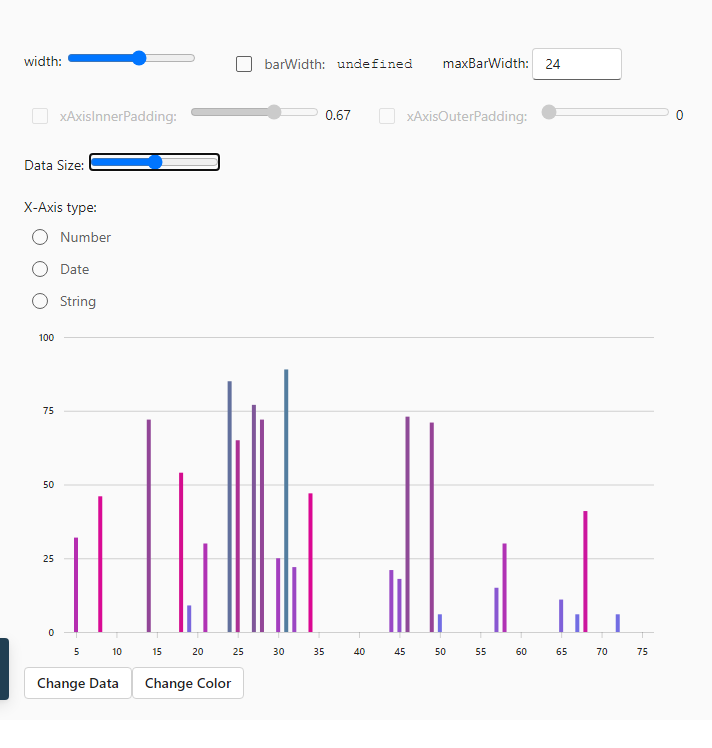 width: barWidth: undefined maxBarWidth: 24
xAxisInnerPadding: 0.67 xAxisOuterPadding: 0
Data Size:
X-Axis type:
Number
Date
String
100
75
50
25
0
5 10 15 20 25 30 35 40 45 50 55 60 65 70 75
Change Data Change Color